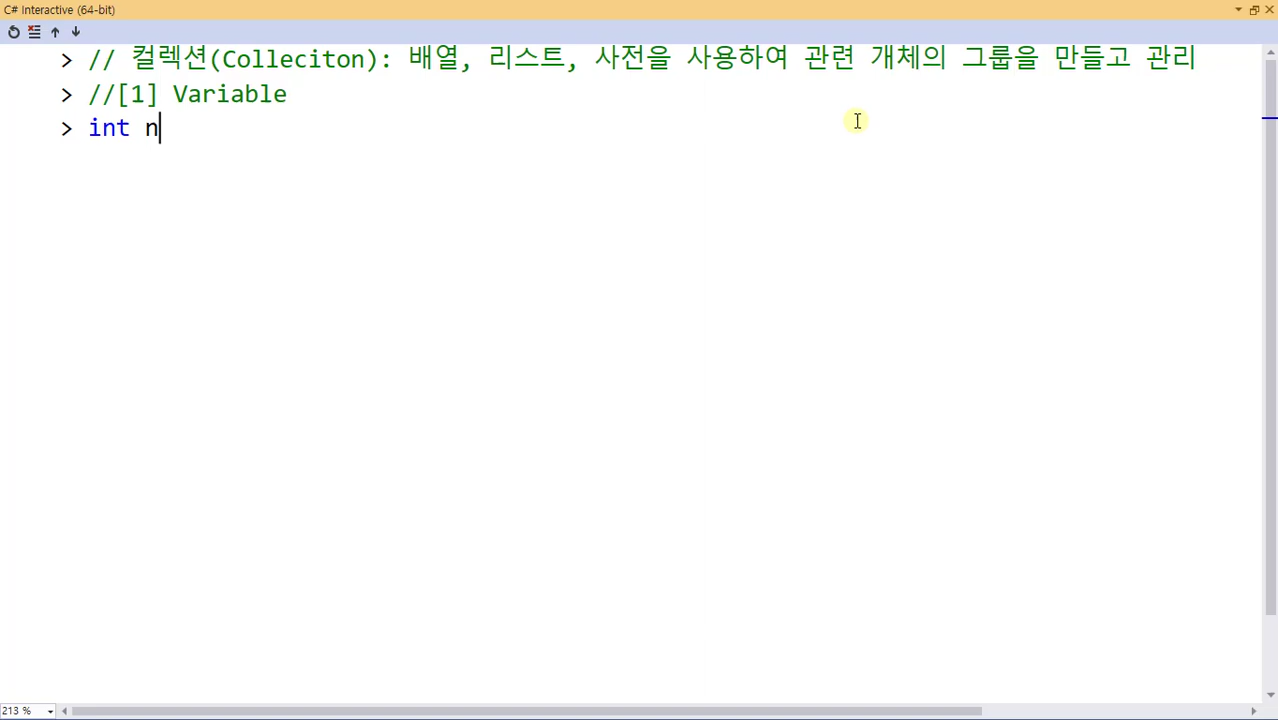 C# Interactive (64-bit)
> // 컬렉션(Colleciton): 배열, 리스트, 사전을 사용하여 관련 개체의 그룹을 만들고 관리
> //[1] Variable
> int n
213 %